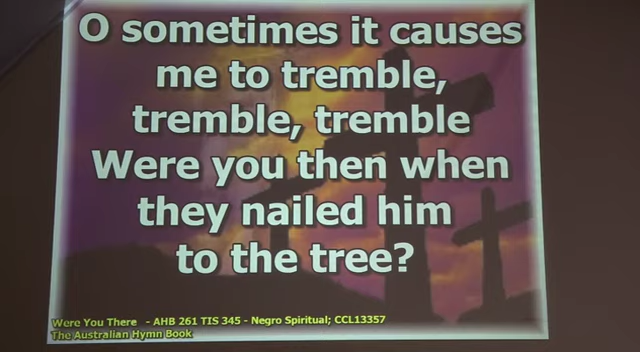 O sometimes it causes
me to tremble,
tremble, tremble
Were you then when
they nailed him
to the tree?
Were You There - AHB 261 TIS 345 - Negro Spiritual; CCL13357
The Australian Hymn Book